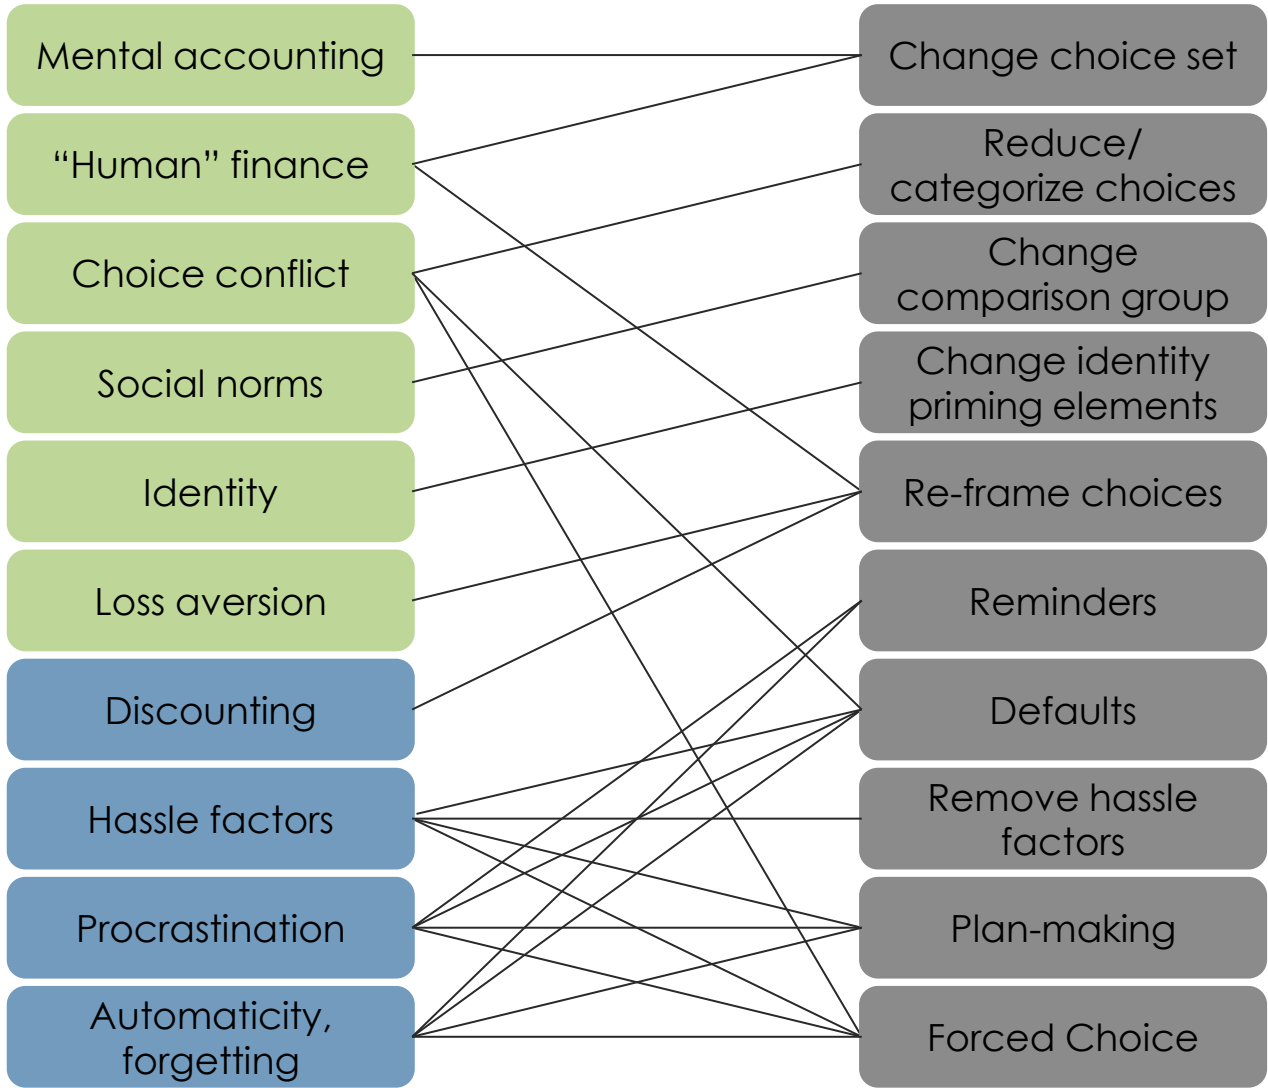 Mental accounting
Change choice set
“Human” finance
Reduce/
categorize choices
Choice conflict
Change
comparison group
Social norms
Change identity
priming elements
Identity
Re-frame choices
Loss aversion
Reminders
Discounting
Defaults
Hassle factors
Remove hassle
factors
Procrastination
Plan-making
Automaticity,
forgetting
Forced Choice